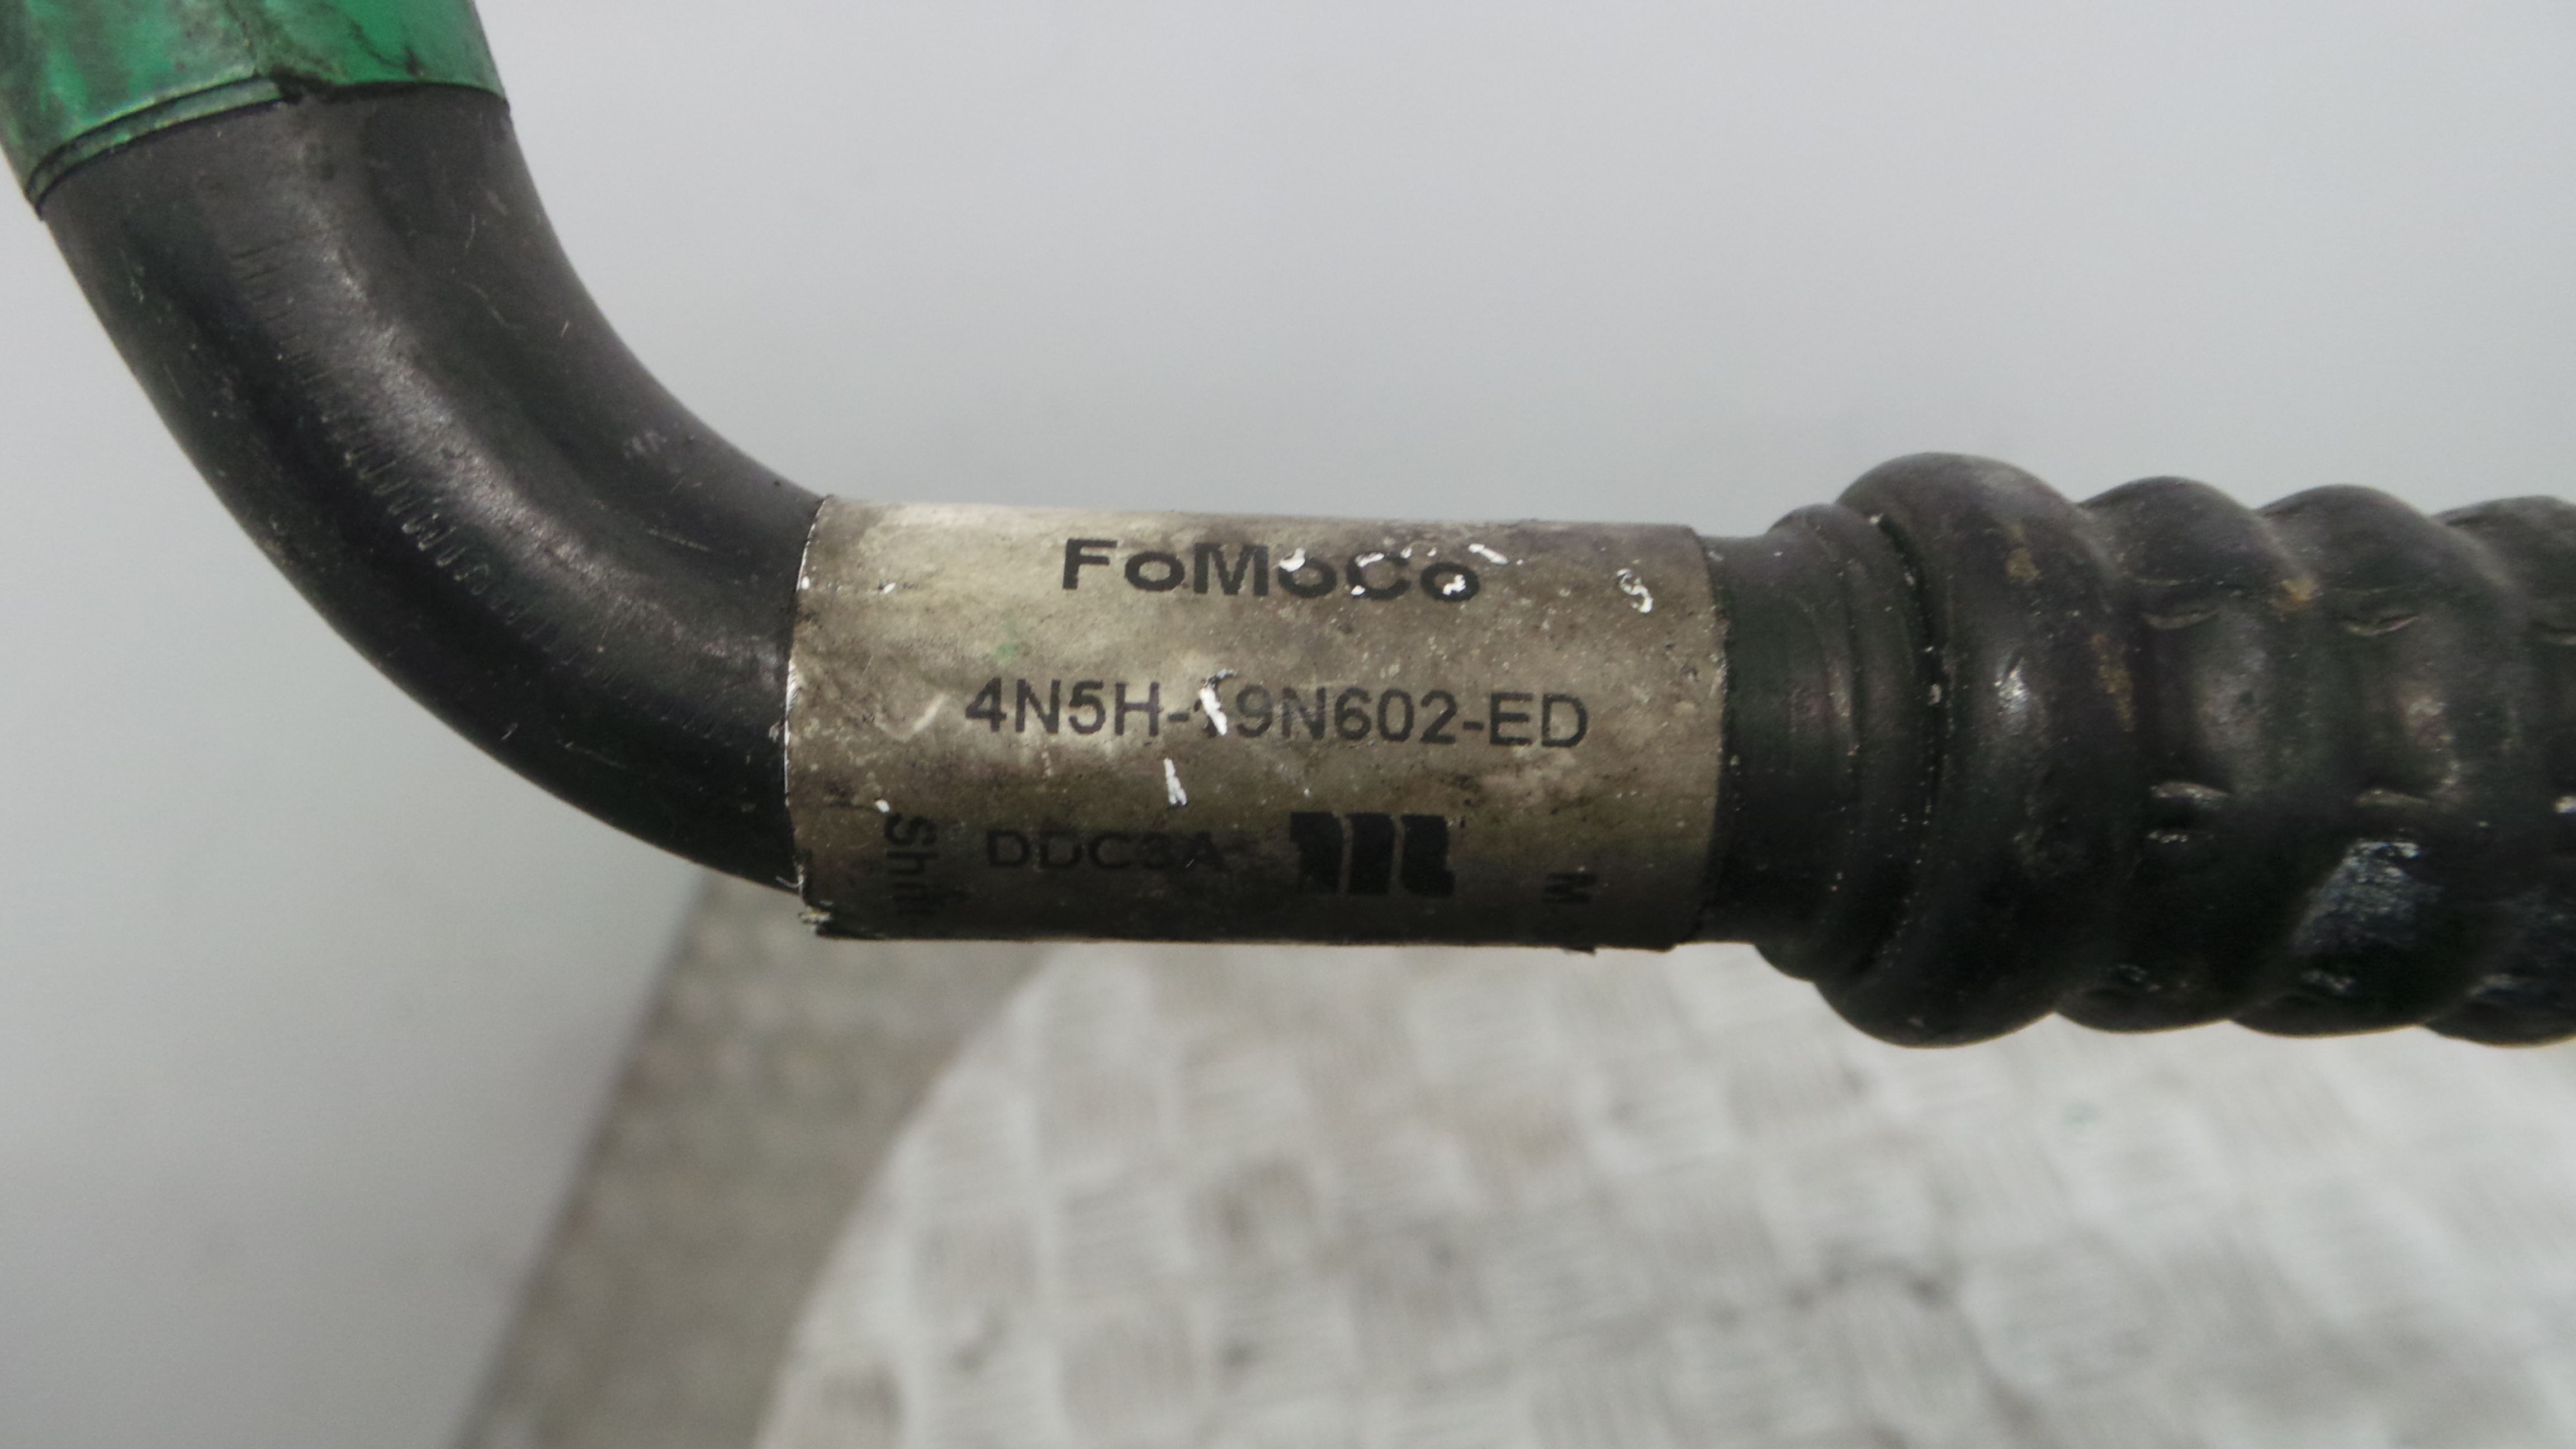 FoMoCo
4N5H-19N602-ED
DDC3A